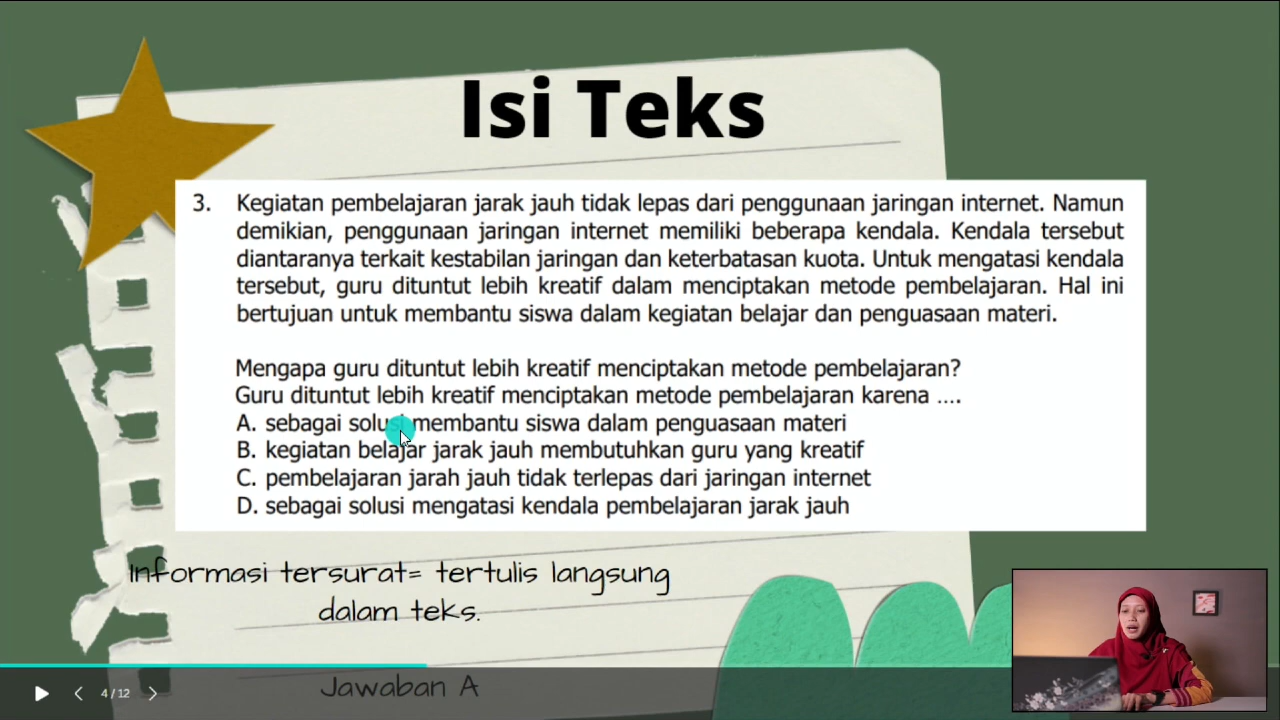 Isi Teks
3. Kegiatan pembelajaran jarak jauh tidak lepas dari penggunaan jaringan internet. Namun
demikian, penggunaan jaringan internet memiliki beberapa kendala. Kendala tersebut
diantaranya terkait kestabilan jaringan dan keterbatasan kuota. Untuk mengatasi kendala
tersebut, guru dituntut lebih kreatif dalam menciptakan metode pembelajaran. Hal ini
bertujuan untuk membantu siswa dalam kegiatan belajar dan penguasaan materi.
Mengapa guru dituntut lebih kreatif menciptakan metode pembelajaran?
Guru dituntut lebih kreatif menciptakan metode pembelajaran karena ....
A. sebagai solusi membantu siswa dalam penguasaan materi
B. kegiatan belajar jarak jauh membutuhkan guru yang kreatif
C. pembelajaran jarah jauh tidak terlepas dari jaringan internet
D. sebagai solusi mengatasi kendala pembelajaran jarak jauh
Informasi tersurat= tertulis langsung
dalam teks.
Jawaban A
4 / 12